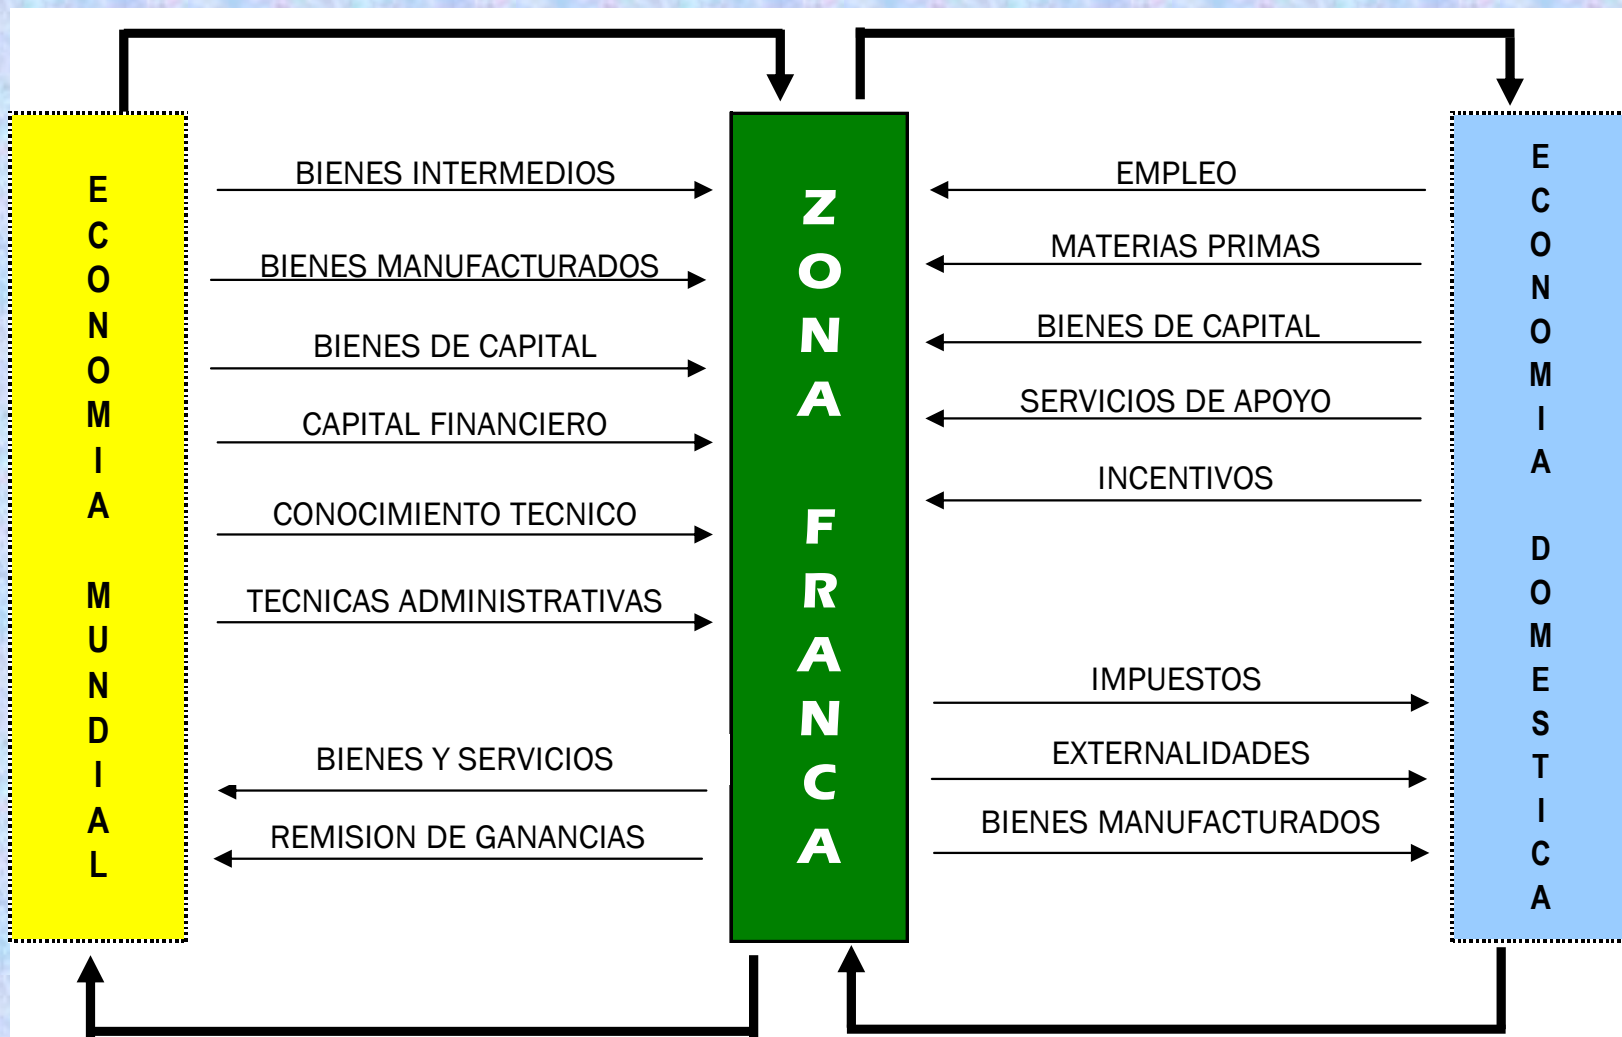 ECONOMIA MUNDIAL
BIENES INTERMEDIOS
BIENES MANUFACTURADOS
BIENES DE CAPITAL
CAPITAL FINANCIERO
CONOCIMIENTO TECNICO
TECNICAS ADMINISTRATIVAS
BIENES Y SERVICIOS
REMISION DE GANANCIAS
ZONA FRANCA
EMPLEO
MATERIAS PRIMAS
BIENES DE CAPITAL
SERVICIOS DE APOYO
INCENTIVOS
IMPUESTOS
EXTERNALIDADES
BIENES MANUFACTURADOS
ECONOMIA DOMESTICA